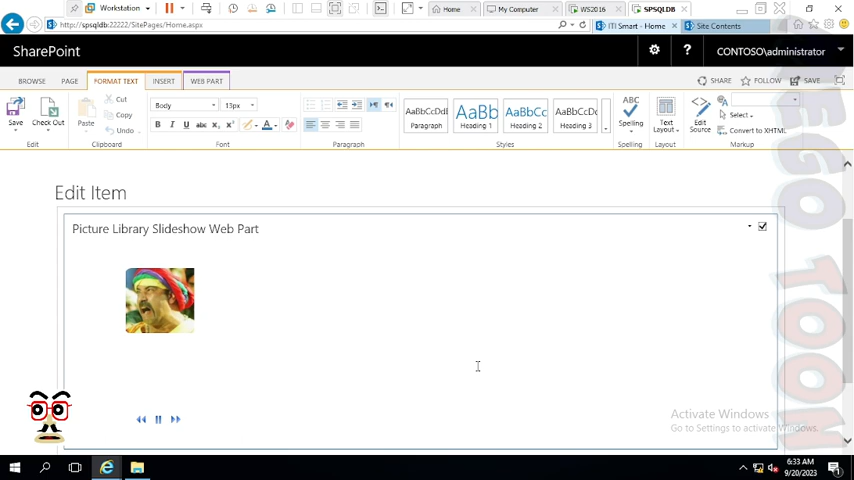 Workstation
Home
My Computer
WS2016
SPSQLDB
http://spsqldb:22222/SitePages/Home.aspx
ITI Smart - Home
Site Contents
SharePoint
CONTOSO\administrator
BROWSE
PAGE
FORMAT TEXT
INSERT
WEB PART
SHARE
FOLLOW
SAVE
Save
Check Out
Paste
Cut
Copy
Undo
Body
13px
AaBbCcDdI
Paragraph
AaBb
Heading 1
AaBbCc
Heading 2
AaBbCcDc
Heading 3
ABC
Spelling
Text
Layout
Edit
Source
Select
Convert to XHTML
Edit
Clipboard
Font
Paragraph
Styles
Spelling
Layout
Markup
Edit Item
Picture Library Slideshow Web Part
EGO TOON
Activate Windows
Go to Settings to activate Windows.
6:33 AM
9/20/2023